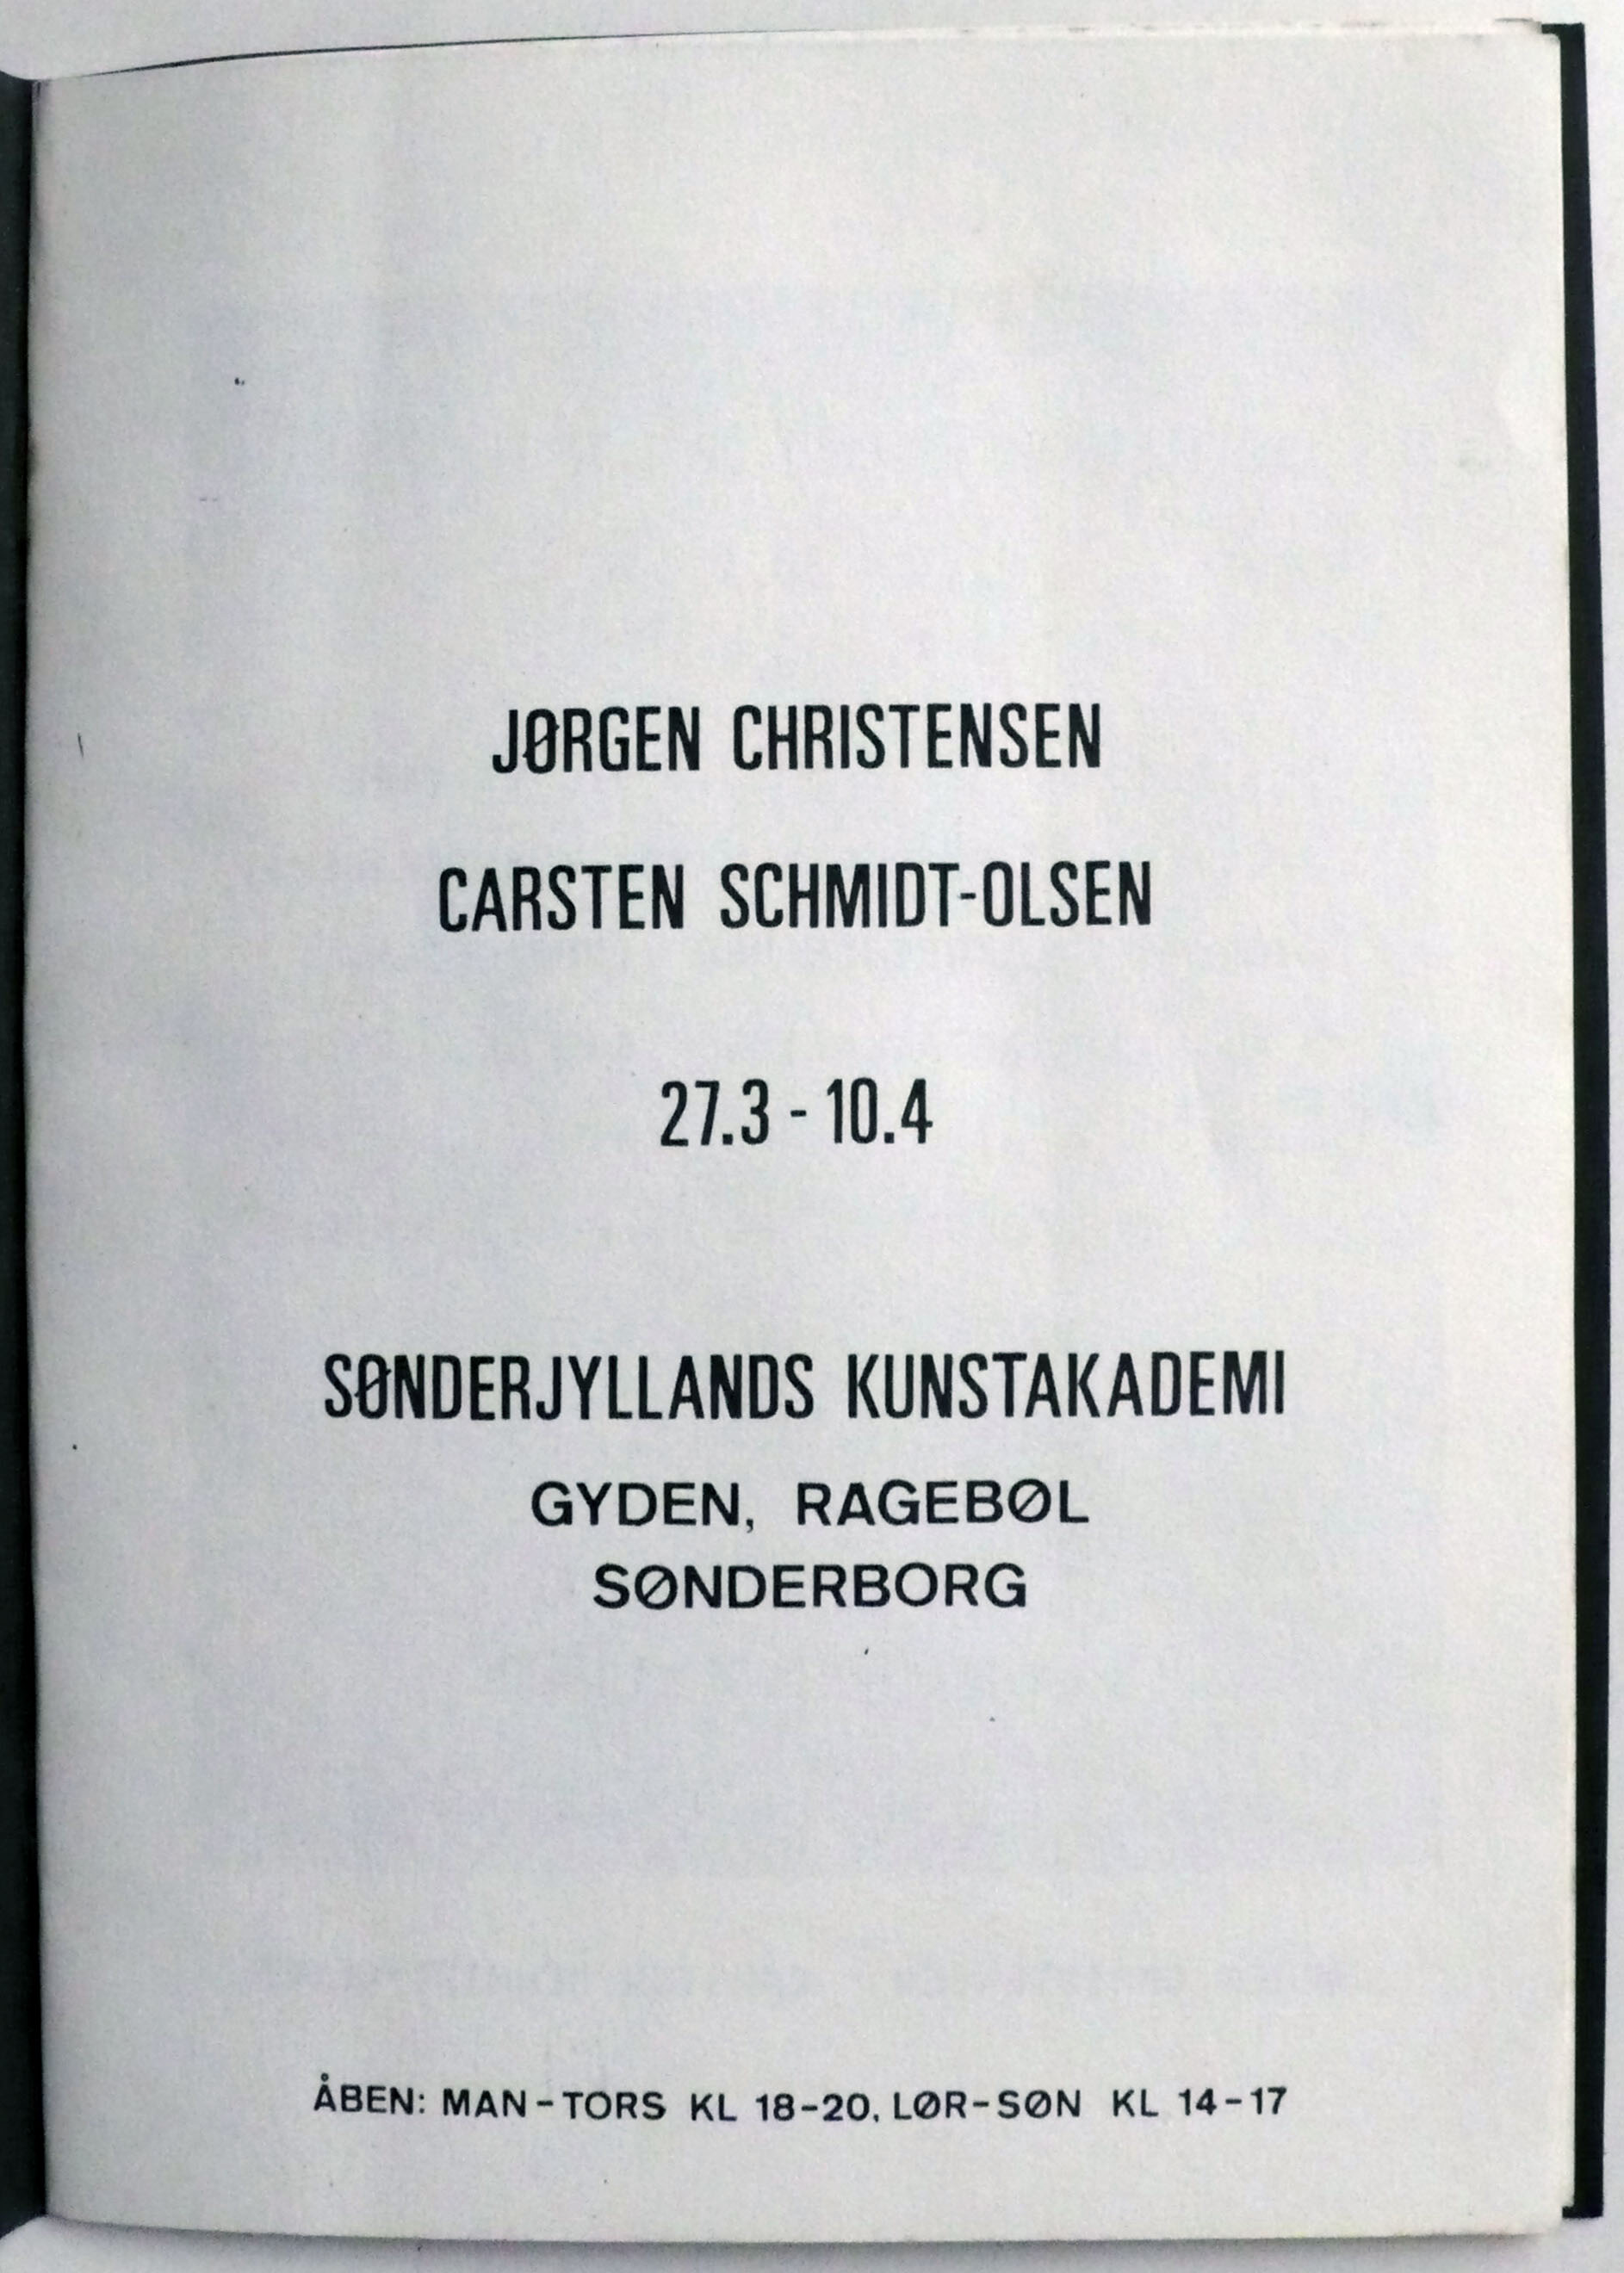 JØRGEN CHRISTENSEN
CARSTEN SCHMIDT-OLSEN
27.3 - 10.4
SØNDERJYLLANDS KUNSTAKADEMI
GYDEN, RAGEBØL
SØNDERBORG
ÅBEN: MAN-TORS KL 18-20, LØR-SØN KL 14-17